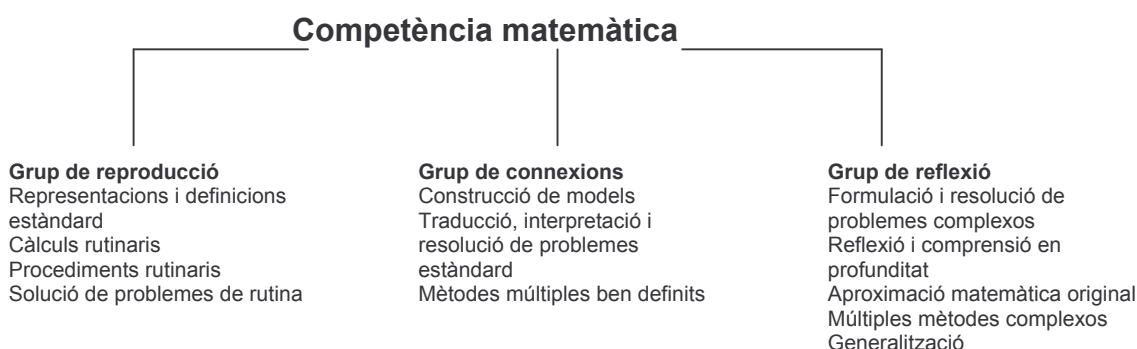 Competència matemàtica
Grup de reproducció
Representacions i definicions
estàndard
Càlculs rutinaris
Procediments rutinaris
Solució de problemes de rutina
Grup de connexions
Construcció de models
Traducció, interpretació i
resolució de problemes
estàndard
Mètodes múltiples ben definits
Grup de reflexió
Formulació i resolució de
problemes complexos
Reflexió i comprensió en
profunditat
Aproximació matemàtica original
Múltiples mètodes complexos
Generalització